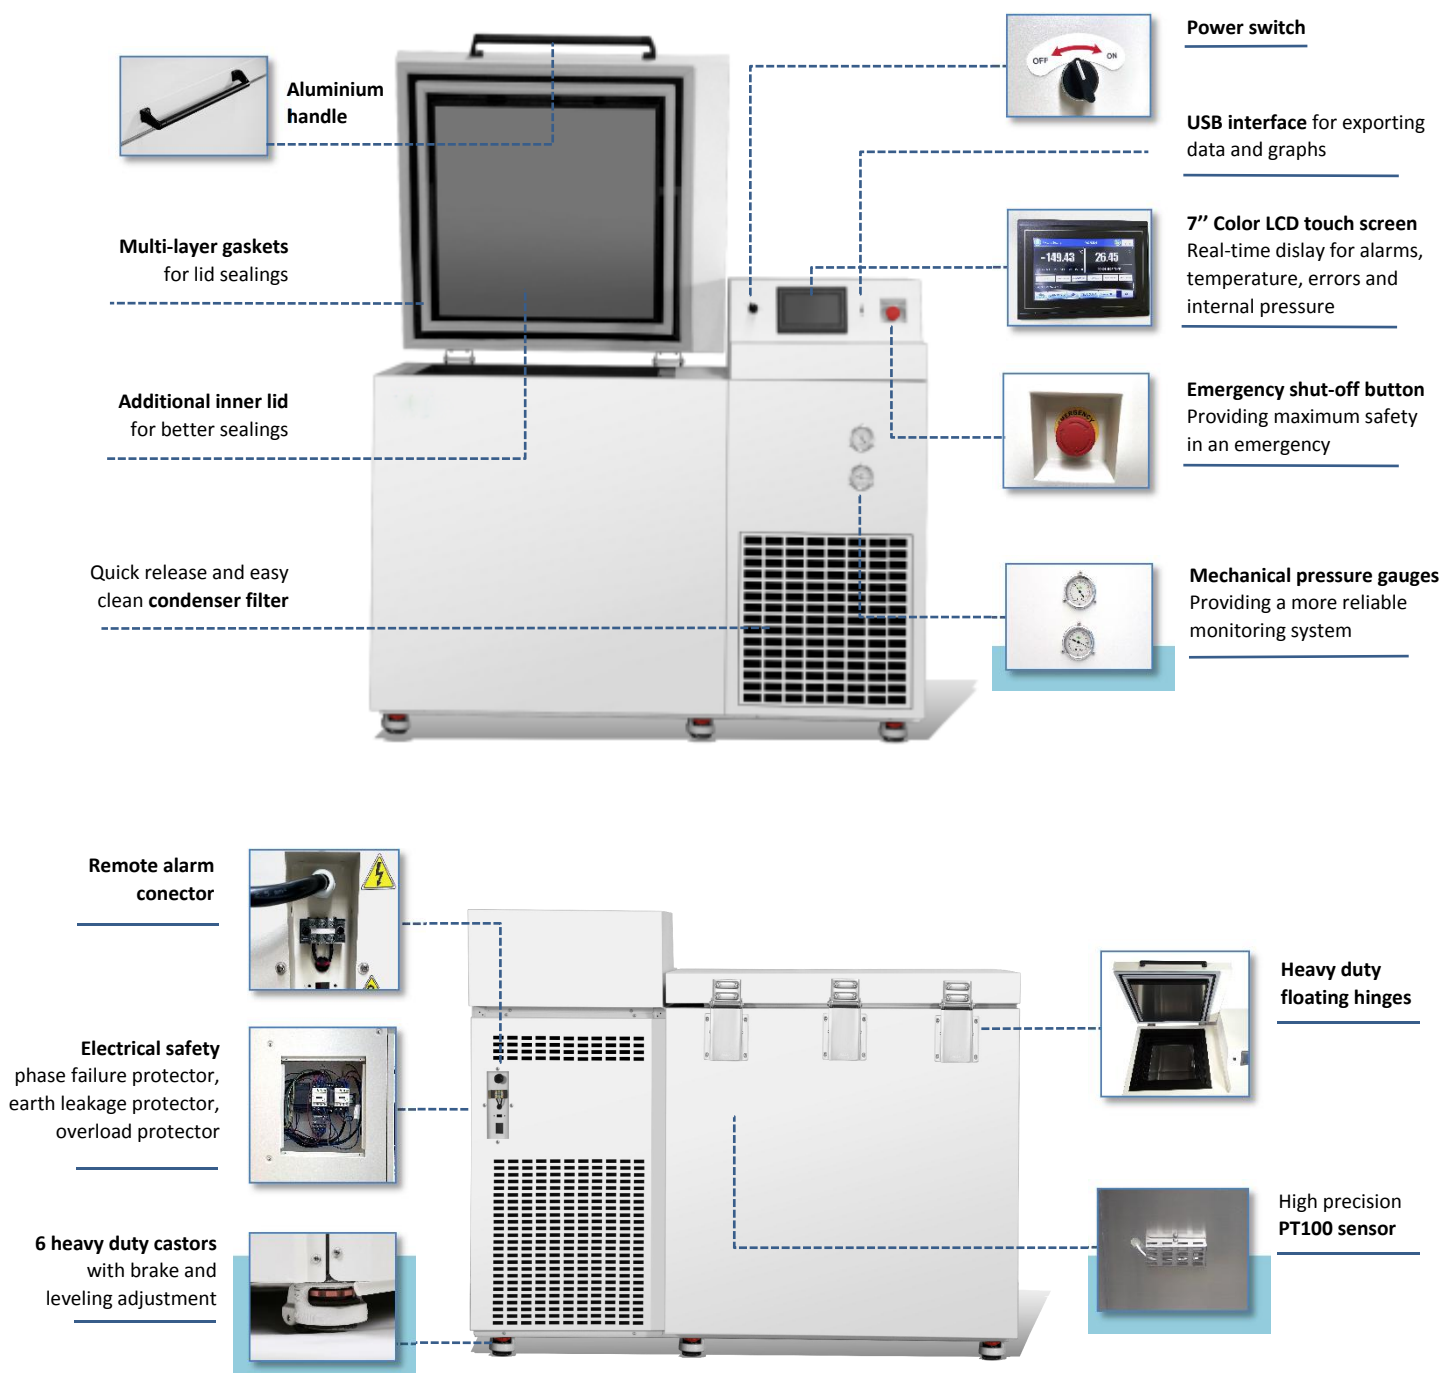 Aluminium
handle
Multi-layer gaskets
for lid sealings
Additional inner lid
for better sealings
Quick release and easy
clean condenser filter
OFF
ON
Power switch
USB interface for exporting
data and graphs
-149.43
26.45
7’’ Color LCD touch screen
Real-time dislay for alarms,
temperature, errors and
internal pressure
EMERGENCY
Emergency shut-off button
Providing maximum safety
in an emergency
Mechanical pressure gauges
Providing a more reliable
monitoring system
Remote alarm
conector
Electrical safety
phase failure protector,
earth leakage protector,
overload protector
6 heavy duty castors
with brake and
leveling adjustment
Heavy duty
floating hinges
High precision
PT100 sensor